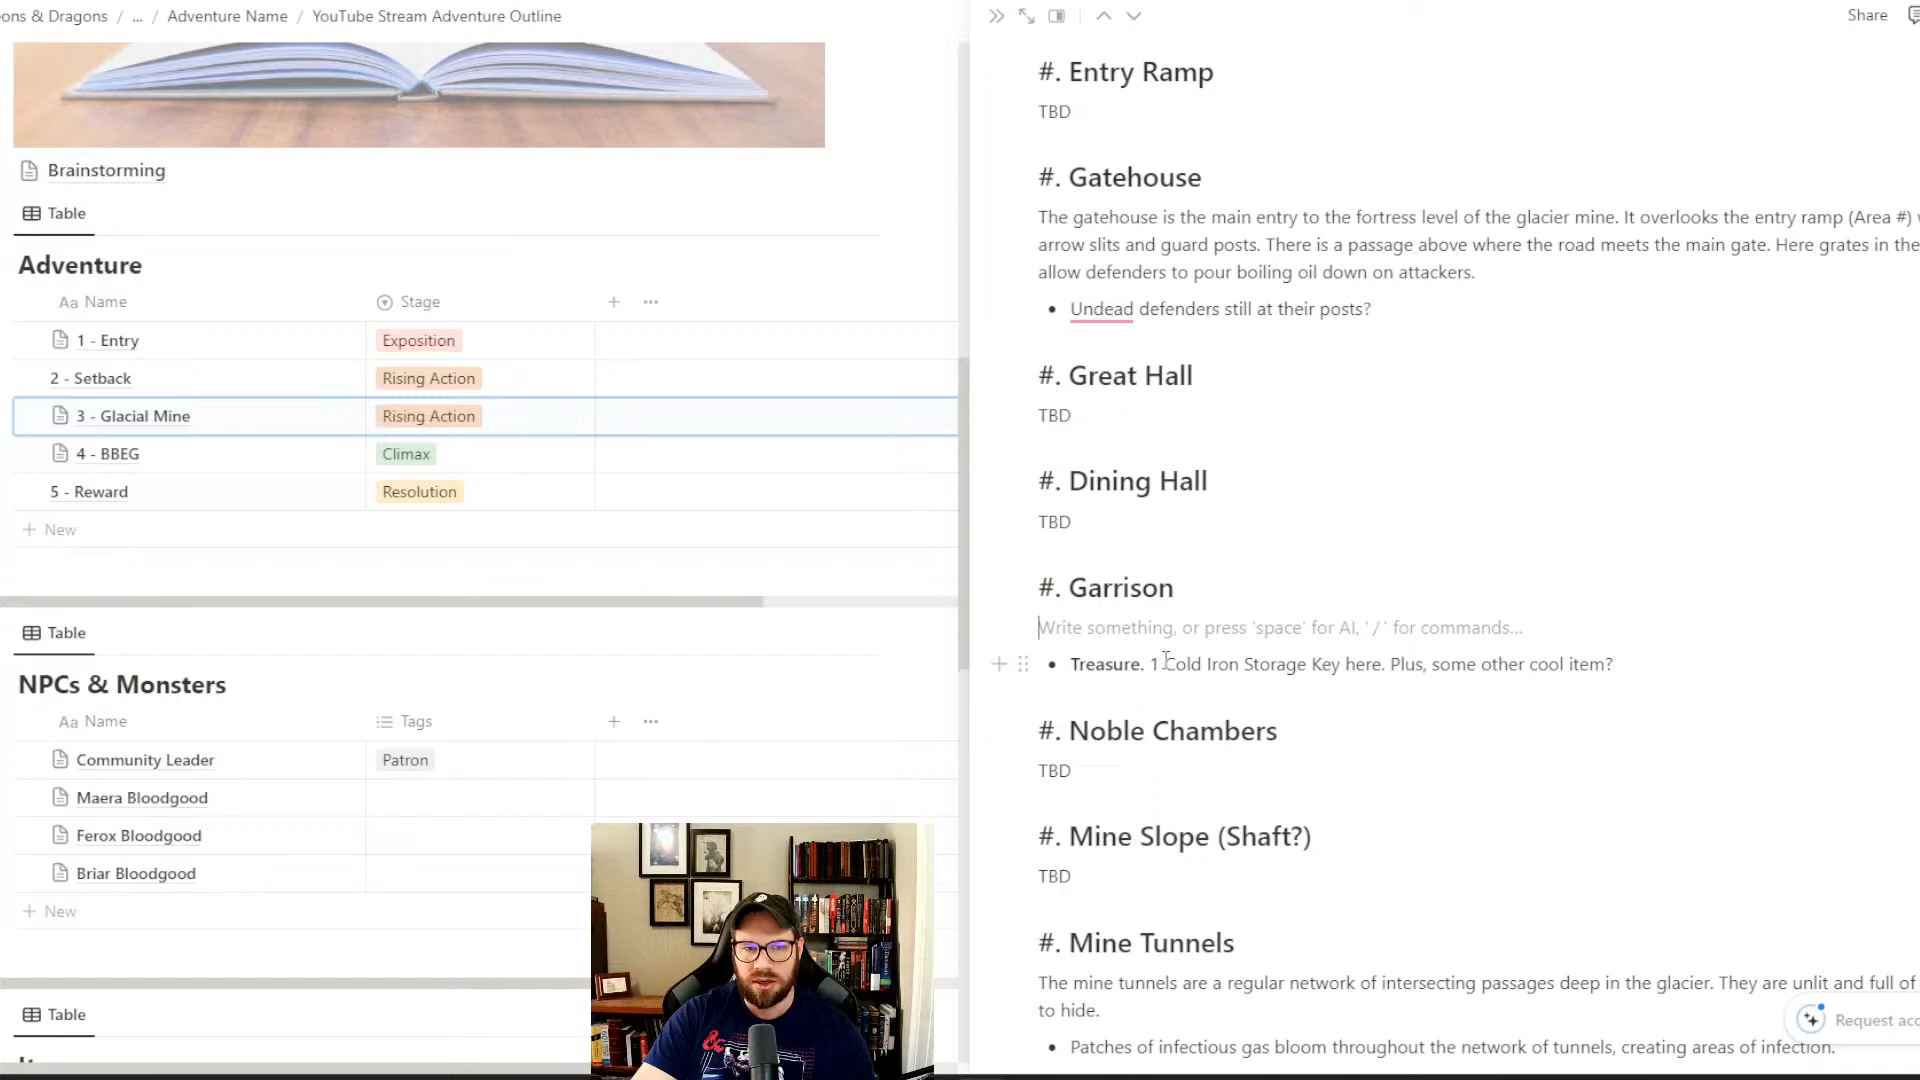 ons & Dragons / ... / Adventure Name / YouTube Stream Adventure Outline
Brainstorming
Table
Adventure
Aa Name Stage
1 - Entry Exposition
2 - Setback Rising Action
3 - Glacial Mine Rising Action
4 - BBEG Climax
5 - Reward Resolution
+ New
Table
NPCs & Monsters
Aa Name Tags
Community Leader Patron
Maera Bloodgood
Ferox Bloodgood
Briar Bloodgood
+ New
Table
Share
#. Entry Ramp
TBD
#. Gatehouse
The gatehouse is the main entry to the fortress level of the glacier mine. It overlooks the entry ramp (Area #)
arrow slits and guard posts. There is a passage above where the road meets the main gate. Here grates in the
allow defenders to pour boiling oil down on attackers.
• Undead defenders still at their posts?
#. Great Hall
TBD
#. Dining Hall
TBD
#. Garrison
Write something, or press 'space' for AI, '/' for commands...
• Treasure. 1 Cold Iron Storage Key here. Plus, some other cool item?
#. Noble Chambers
TBD
#. Mine Slope (Shaft?)
TBD
#. Mine Tunnels
The mine tunnels are a regular network of intersecting passages deep in the glacier. They are unlit and full of
to hide.
Request acc
• Patches of infectious gas bloom throughout the network of tunnels, creating areas of infection.